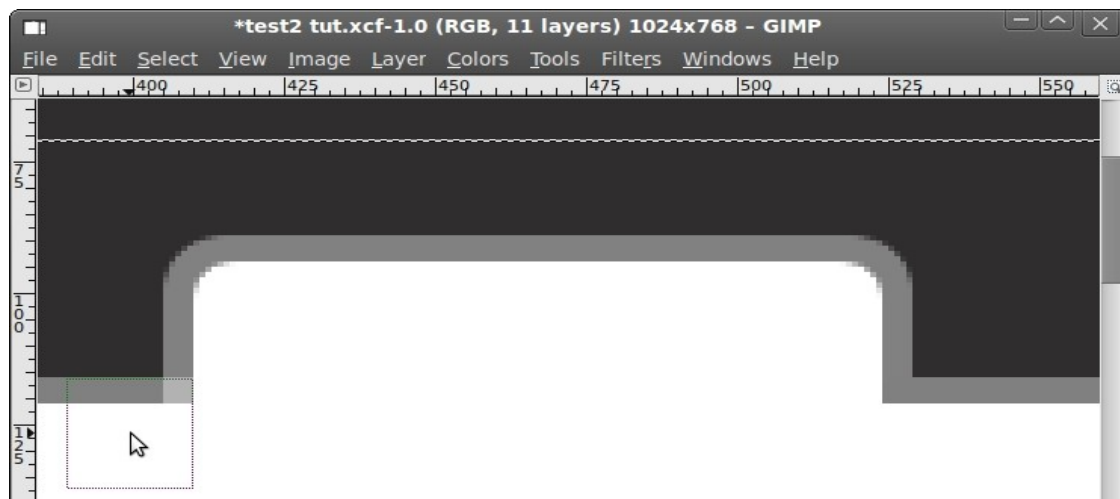 *test2 tut.xcf-1.0 (RGB, 11 layers) 1024x768 – GIMP
File Edit Select View Image Layer Colors Tools Filters Windows Help
400 425 450 475 500 525 550
75
100
125